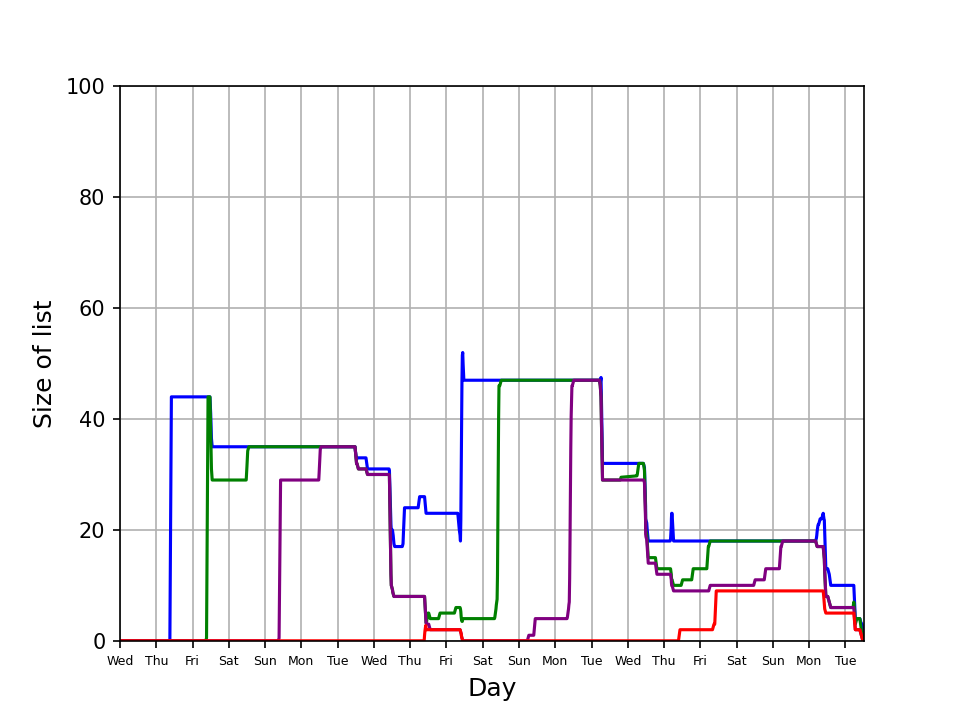 100
80
60
40
20
0
Size of list
Wed Thu Fri Sat Sun Mon Tue Wed Thu Fri Sat Sun Mon Tue Wed Thu Fri Sat Sun Mon Tue
Day